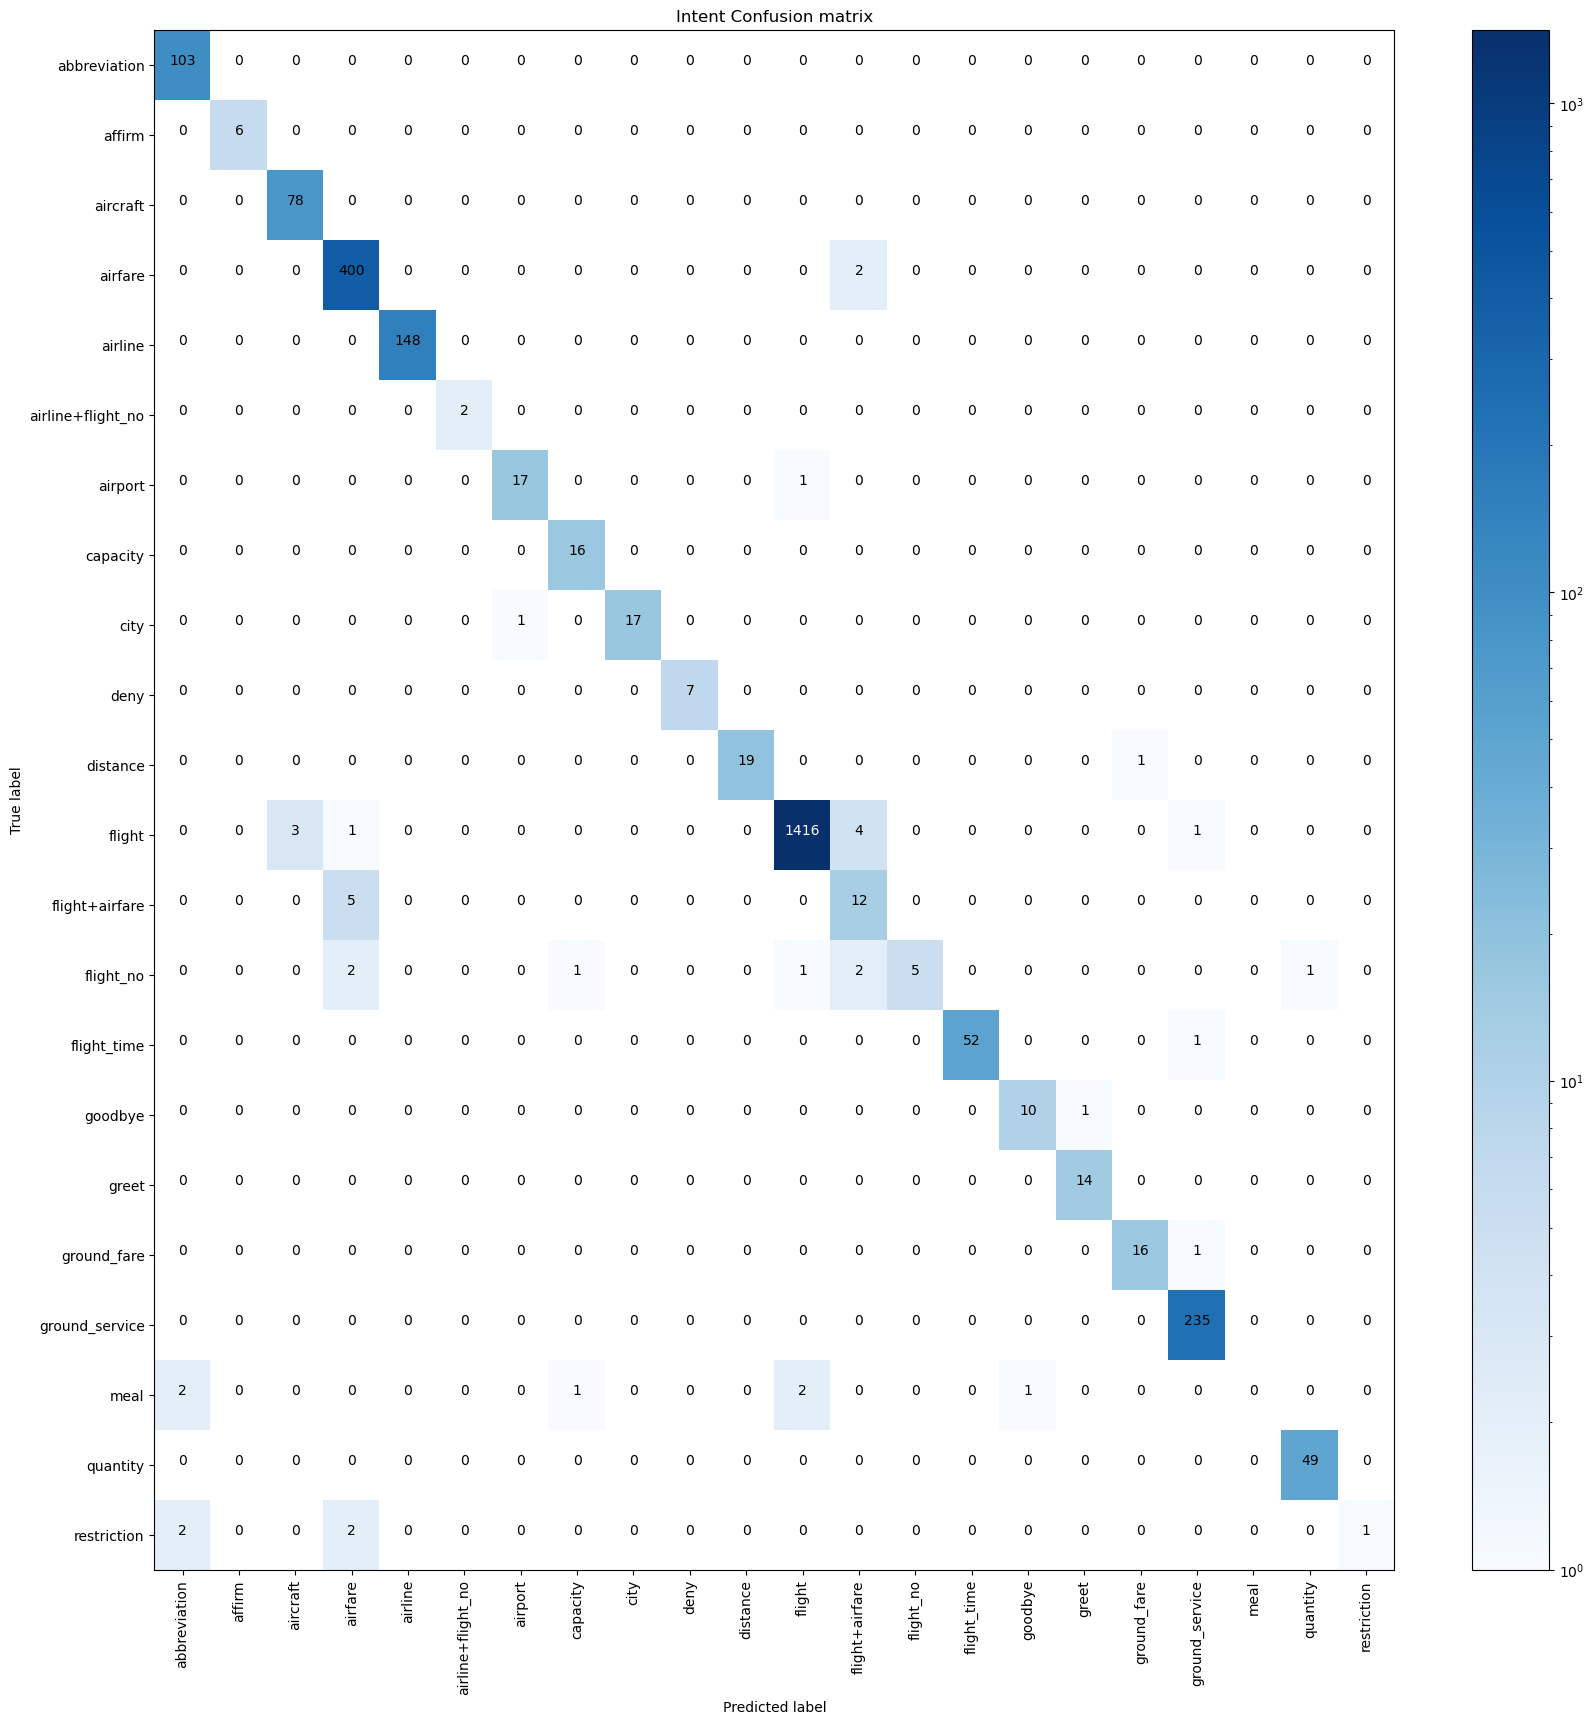 Intent Confusion matrix
abbreviation 103 0 0 0 0 0 0 0 0 0 0 0 0 0 0 0 0 0 0 0 0 0
affirm 0 6 0 0 0 0 0 0 0 0 0 0 0 0 0 0 0 0 0 0 0 0
aircraft 0 0 78 0 0 0 0 0 0 0 0 0 0 0 0 0 0 0 0 0 0 0
airfare 0 0 0 400 0 0 0 0 0 0 0 0 2 0 0 0 0 0 0 0 0 0
airline 0 0 0 0 148 0 0 0 0 0 0 0 0 0 0 0 0 0 0 0 0 0
airline+flight_no 0 0 0 0 0 2 0 0 0 0 0 0 0 0 0 0 0 0 0 0 0 0
airport 0 0 0 0 0 0 17 0 0 0 0 1 0 0 0 0 0 0 0 0 0 0
capacity 0 0 0 0 0 0 0 16 0 0 0 0 0 0 0 0 0 0 0 0 0 0
city 0 0 0 0 0 0 1 0 17 0 0 0 0 0 0 0 0 0 0 0 0 0
deny 0 0 0 0 0 0 0 0 0 7 0 0 0 0 0 0 0 0 0 0 0 0
distance 0 0 0 0 0 0 0 0 0 0 19 0 0 0 0 0 0 1 0 0 0 0
flight 0 0 3 1 0 0 0 0 0 0 0 1416 4 0 0 0 0 0 1 0 0 0
flight+airfare 0 0 0 5 0 0 0 0 0 0 0 0 12 0 0 0 0 0 0 0 0 0
flight_no 0 0 0 2 0 0 0 1 0 0 0 1 2 5 0 0 0 0 0 0 1 0
flight_time 0 0 0 0 0 0 0 0 0 0 0 0 0 0 52 0 0 0 1 0 0 0
goodbye 0 0 0 0 0 0 0 0 0 0 0 0 0 0 0 10 1 0 0 0 0 0
greet 0 0 0 0 0 0 0 0 0 0 0 0 0 0 0 0 14 0 0 0 0 0
ground_fare 0 0 0 0 0 0 0 0 0 0 0 0 0 0 0 0 0 16 1 0 0 0
ground_service 0 0 0 0 0 0 0 0 0 0 0 0 0 0 0 0 0 0 235 0 0 0
meal 2 0 0 0 0 0 0 1 0 0 0 2 0 0 0 1 0 0 0 0 0 0
quantity 0 0 0 0 0 0 0 0 0 0 0 0 0 0 0 0 0 0 0 0 49 0
restriction 2 0 0 2 0 0 0 0 0 0 0 0 0 0 0 0 0 0 0 0 0 1
True label
abbreviation
affirm
aircraft
airfare
airline
airline+flight_no
airport
capacity
city
deny
distance
flight
flight+airfare
flight_no
flight_time
goodbye
greet
ground_fare
ground_service
meal
quantity
restriction
Predicted label
10³
10²
10¹
10⁰